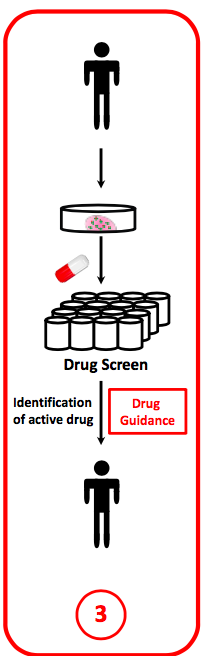 Drug Screen
Identification
of active drug
Drug
Guidance
3